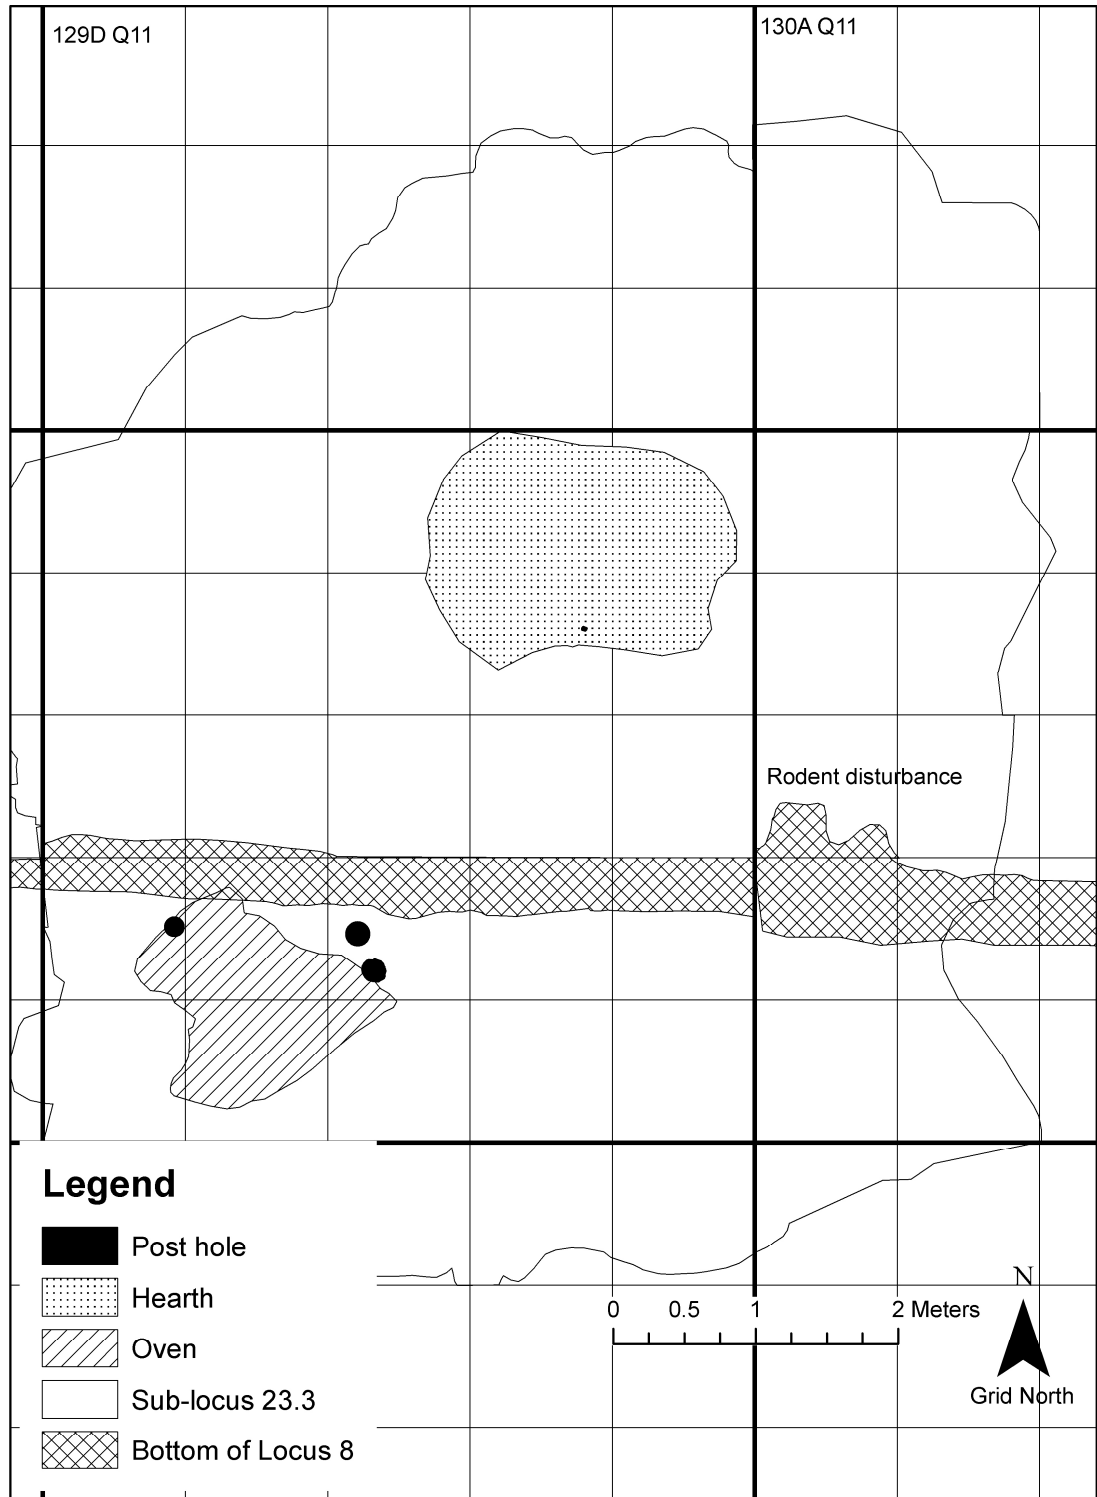 129D Q11
130A Q11
Rodent disturbance
Legend
Post hole
Hearth
Oven
Sub-locus 23.3
Bottom of Locus 8
0 0.5 1 2 Meters
N
Grid North